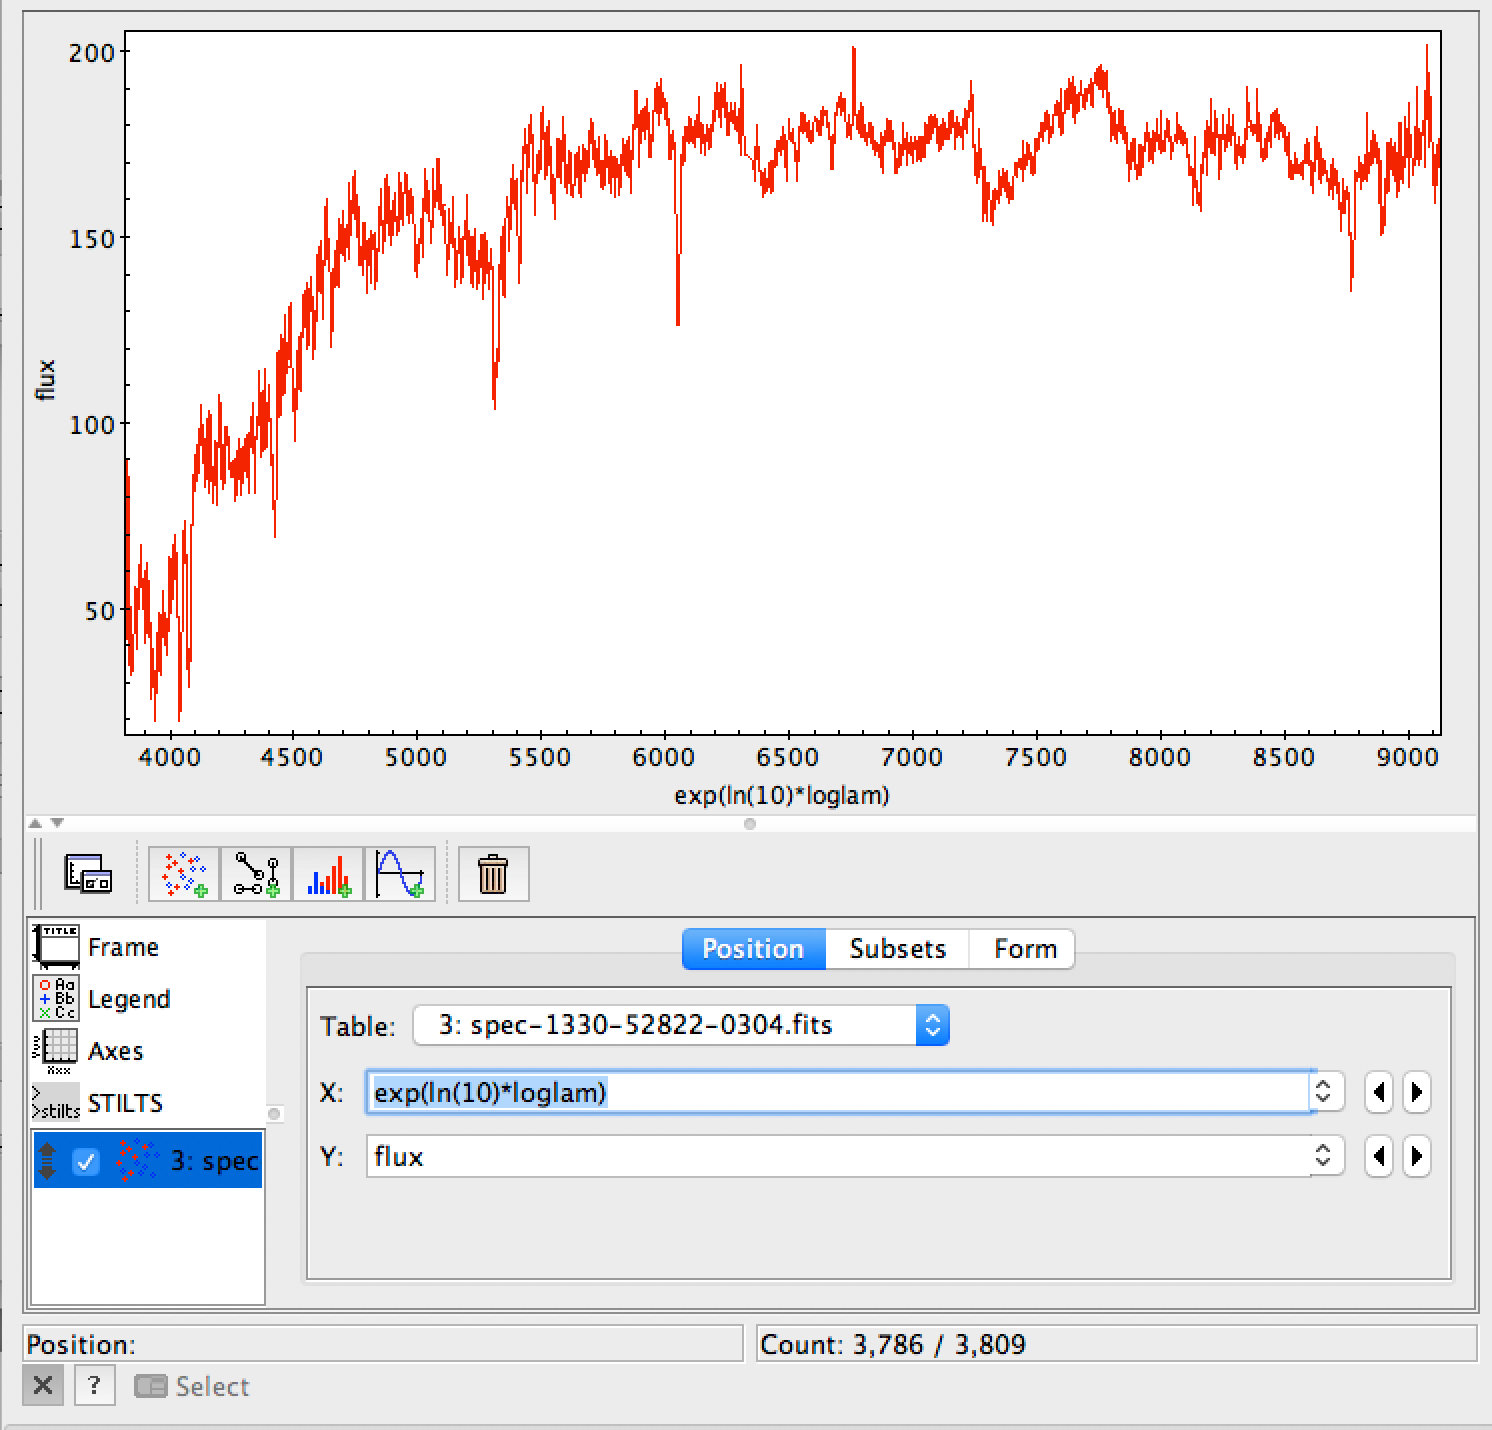 200
150
100
50
flux
4000 4500 5000 5500 6000 6500 7000 7500 8000 8500 9000
exp(ln(10)*loglam)
TITLE
Frame
Aa
Bb
Cc
Legend
Xxx
Axes
>stilts
STILTS
3: spec
Position Subsets Form
Table: 3: spec-1330-52822-0304.fits
X: exp(ln(10)*loglam)
Y: flux
Position:
Count: 3,786 / 3,809
? Select